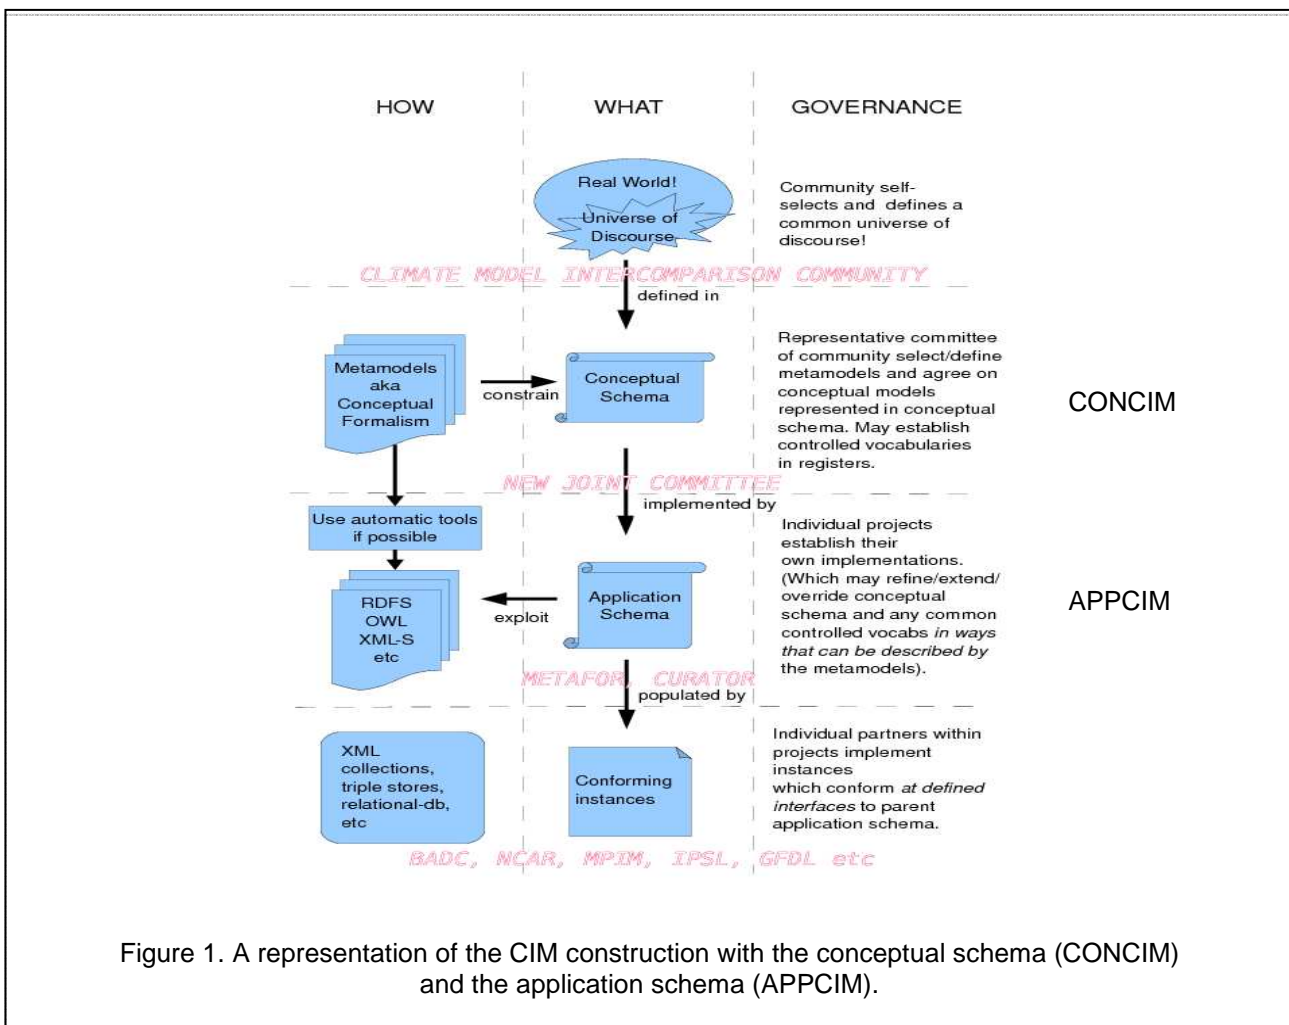 HOW
WHAT
GOVERNANCE
Real World!
Universe of
Discourse
Community self-
selects and defines a
common universe of
discourse!
CLIMATE MODEL INTERCOMPARISON COMMUNITY
defined in
Metamodels
aka
Conceptual
Formalism
constrain
Conceptual
Schema
Representative committee
of community select/define
metamodels and agree on
conceptual models
represented in conceptual
schema. May establish
controlled vocabularies
in registers.
CONCIM
NEW JOINT COMMITTEE
implemented by
Use automatic tools
if possible
RDFS
OWL
XML-S
etc
exploit
Application
Schema
Individual projects
establish their
own implementations.
(Which may refine/extend/
override conceptual
schema and any common
controlled vocabs in ways
that can be described by
the metamodels).
APPCIM
METAFOR, CURATOR
populated by
XML
collections,
triple stores,
relational-db,
etc
Conforming
instances
Individual partners within
projects implement
instances
which conform at defined
interfaces to parent
application schema.
BADC, NCAR, MPIM, IPSL, GFDL etc
Figure 1. A representation of the CIM construction with the conceptual schema (CONCIM)
and the application schema (APPCIM).